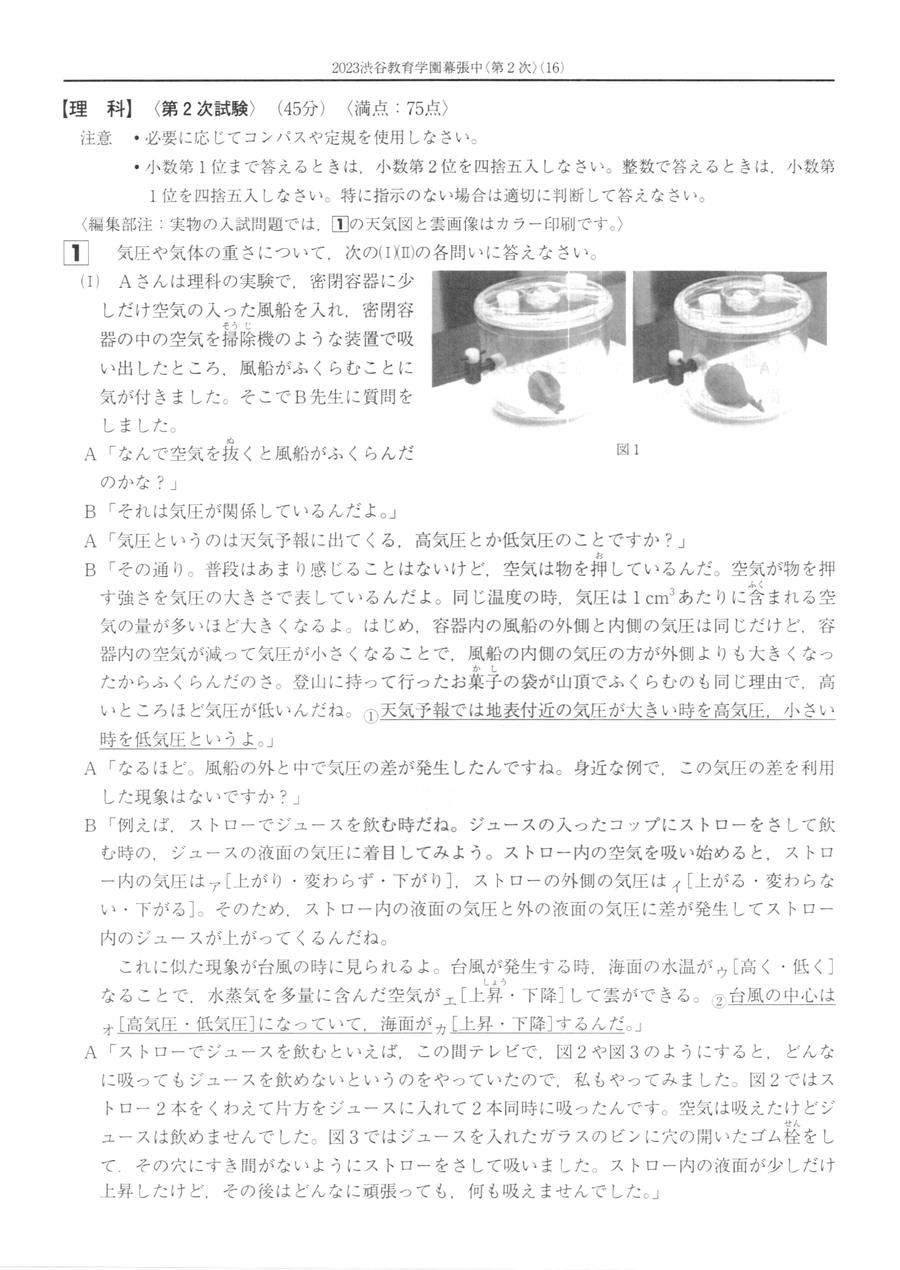 2023渋谷教育学園幕張中〈第2次〉(16)
【理 科】〈第2次試験〉(45分)〈満点:75点〉
注意 ・必要に応じてコンパスや定規を使用しなさい。
・小数第1位まで答えるときは,小数第2位を四捨五入しなさい。整数で答えるときは,小数第
1位を四捨五入しなさい。特に指示のない場合は適切に判断して答えなさい。
〈編集部注:実物の入試問題では,1の天気図と雲画像はカラー印刷です。〉
1 気圧や気体の重さについて,次の(Ⅰ)(Ⅱ)の各問いに答えなさい。
(Ⅰ) Aさんは理科の実験で,密閉容器に少
しだけ空気の入った風船を入れ,密閉容
器の中の空気を掃除機のような装置で吸
い出したところ,風船がふくらむことに
気が付きました。そこでB先生に質問を
しました。
A「なんで空気を抜くと風船がふくらんだ
のかな?」
図1
B「それは気圧が関係しているんだよ。」
A「気圧というのは天気予報に出てくる,高気圧とか低気圧のことですか?」
B「その通り。普段はあまり感じることはないけど,空気は物を押しているんだ。空気が物を押
す強さを気圧の大きさで表しているんだよ。同じ温度の時,気圧は1cm³あたりに含まれる空
気の量が多いほど大きくなるよ。はじめ,容器内の風船の外側と内側の気圧は同じだけど,容
器内の空気が減って気圧が小さくなることで,風船の内側の気圧の方が外側よりも大きくなっ
たからふくらんだのさ。登山に持って行ったお菓子の袋が山頂でふくらむのも同じ理由で,高
いところほど気圧が低いんだね。①天気予報では地表付近の気圧が大きい時を高気圧,小さい
時を低気圧というよ。」
A「なるほど。風船の外と中で気圧の差が発生したんですね。身近な例で,この気圧の差を利用
した現象はないですか?」
B「例えば,ストローでジュースを飲む時だね。ジュースの入ったコップにストローをさして飲
む時の,ジュースの液面の気圧に着目してみよう。ストロー内の空気を吸い始めると,ストロ
ー内の気圧はア[上がり・変わらず・下がり],ストローの外側の気圧はイ[上がる・変わらな
い・下がる]。そのため,ストロー内の液面の気圧と外の液面の気圧に差が発生してストロー
内のジュースが上がってくるんだね。
これに似た現象が台風の時に見られるよ。台風が発生する時,海面の水温がウ[高く・低く]
なることで,水蒸気を多量に含んだ空気がエ[上昇・下降]して雲ができる。②台風の中心は
オ[高気圧・低気圧]になっていて,海面がカ[上昇・下降]するんだ。」
A「ストローでジュースを飲むといえば,この間テレビで,図2や図3のようにすると,どんな
に吸ってもジュースを飲めないというのをやっていたので,私もやってみました。図2ではス
トロー2本をくわえて片方をジュースに入れて2本同時に吸ったんです。空気は吸えたけどジ
ュースは飲めませんでした。図3ではジュースを入れたガラスのビンに穴の開いたゴム栓をし
て,その穴にすき間がないようにストローをさして吸いました。ストロー内の液面が少しだけ
上昇したけど,その後はどんなに頑張っても,何も吸えませんでした。」